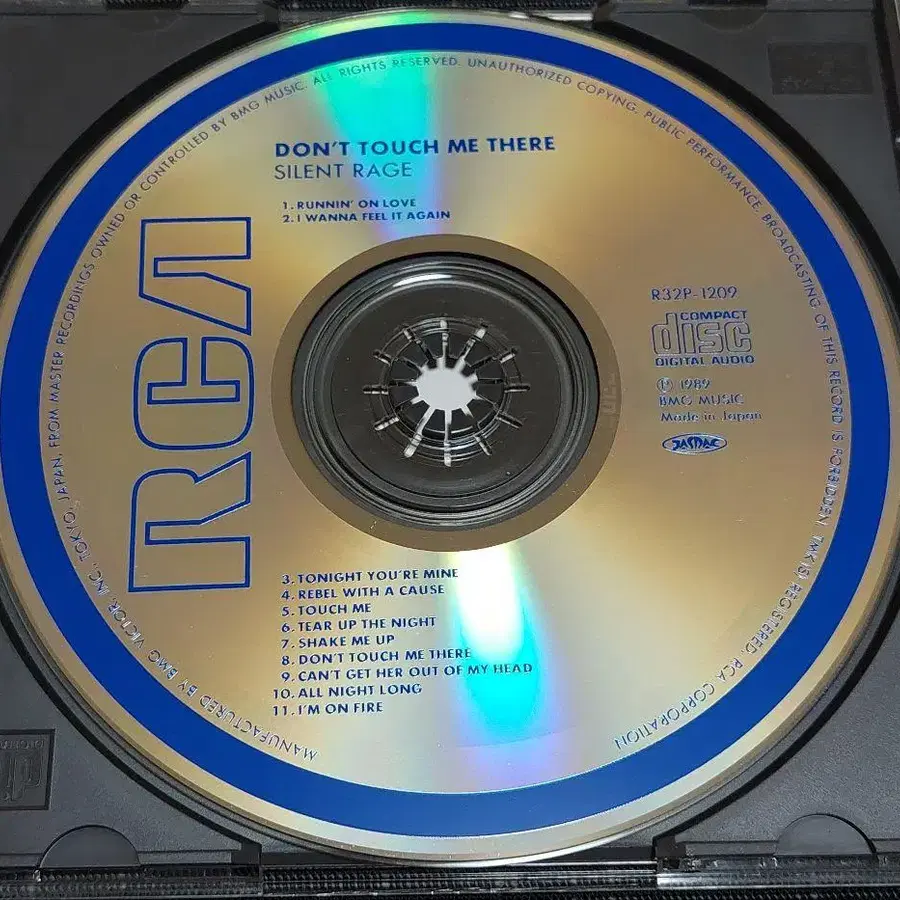 MANUFACTURED BY BMG VICTOR, INC, TOKYO, JAPAN, FROM MASTER RECORDINGS OWNED OR CONTROLLED BY BMG MUSIC. ALL RIGHTS RESERVED. UNAUTHORIZED COPYING, PUBLIC PERFORMANCE, BROADCASTING, OF THIS RECORD IS FORBIDDEN. TMK(S) REGISTERED, RCA CORPORATION
DON'T TOUCH ME THERE
SILENT RAGE
1. RUNNIN' ON LOVE
2. I WANNA FEEL IT AGAIN
RCA
R32P-1209
COMPACT
disc
DIGITAL AUDIO
Ⓟ 1989
BMG MUSIC
Made in Japan
JASRAC
3. TONIGHT YOU'RE MINE
4. REBEL WITH A CAUSE
5. TOUCH ME
6. TEAR UP THE NIGHT
7. SHAKE ME UP
8. DON'T TOUCH ME THERE
9. CAN'T GET HER OUT OF MY HEAD
10. ALL NIGHT LONG
11. I'M ON FIRE